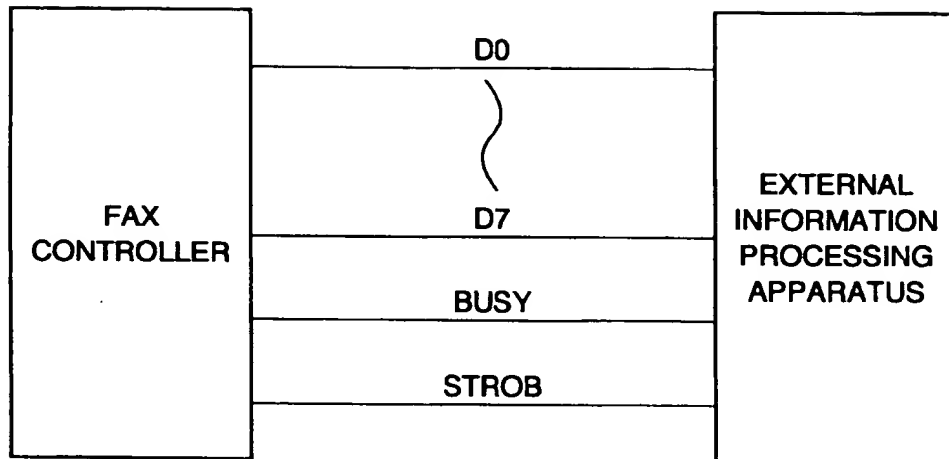 D0
FAX
CONTROLLER
D7
BUSY
STROB
EXTERNAL
INFORMATION
PROCESSING
APPARATUS